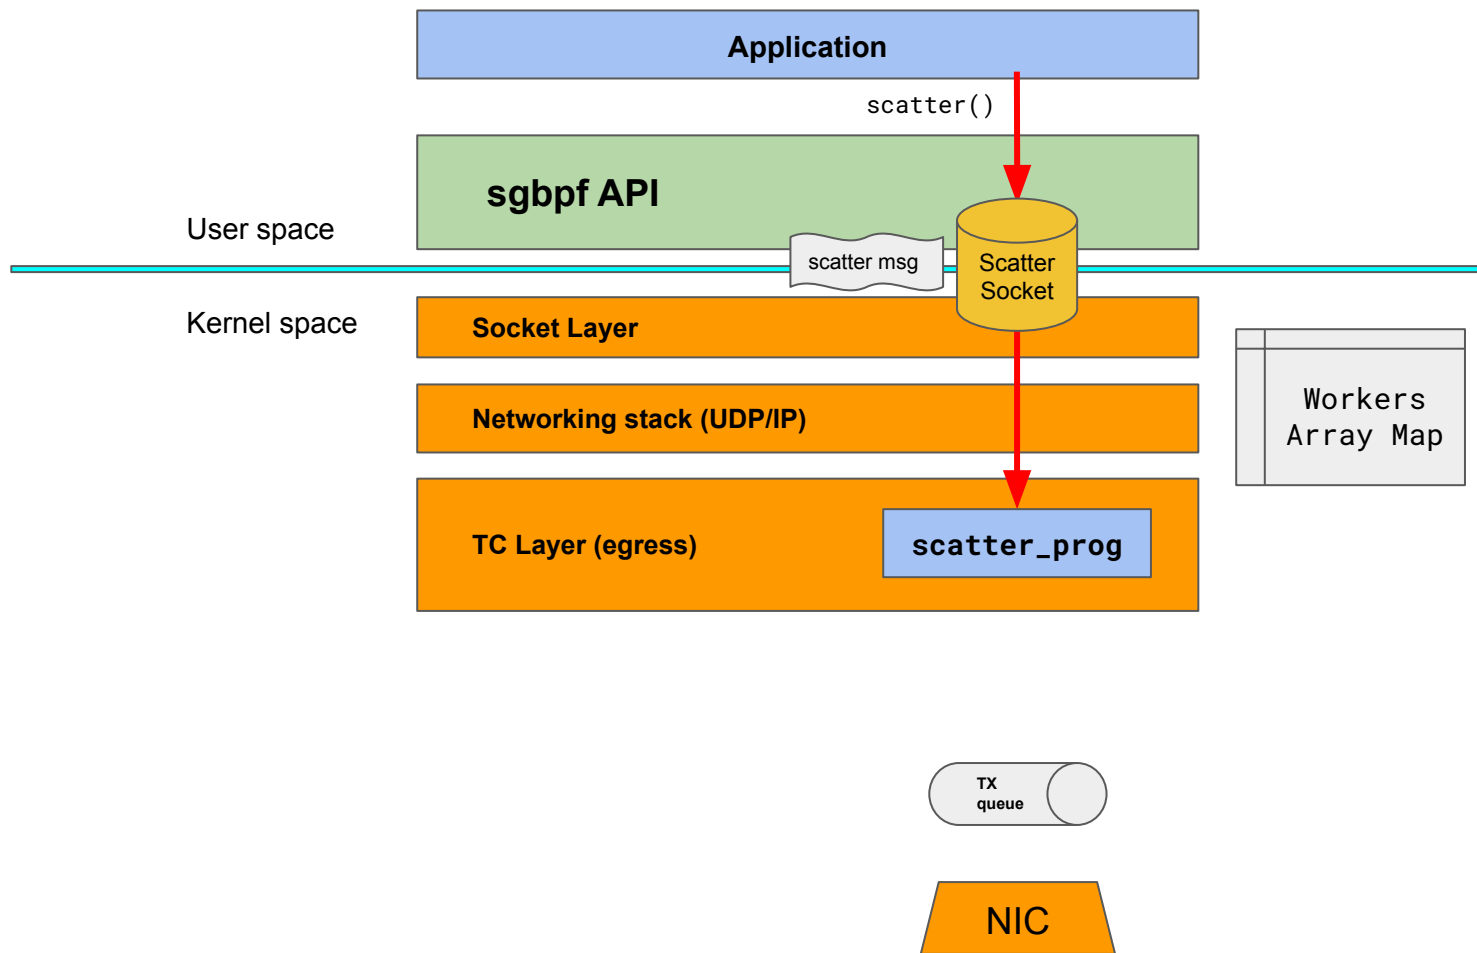 Application
scatter()
sgbpf API
User space
scatter msg
Scatter
Socket
Kernel space
Socket Layer
Networking stack (UDP/IP)
Workers
Array Map
TC Layer (egress)
scatter_prog
TX
queue
NIC